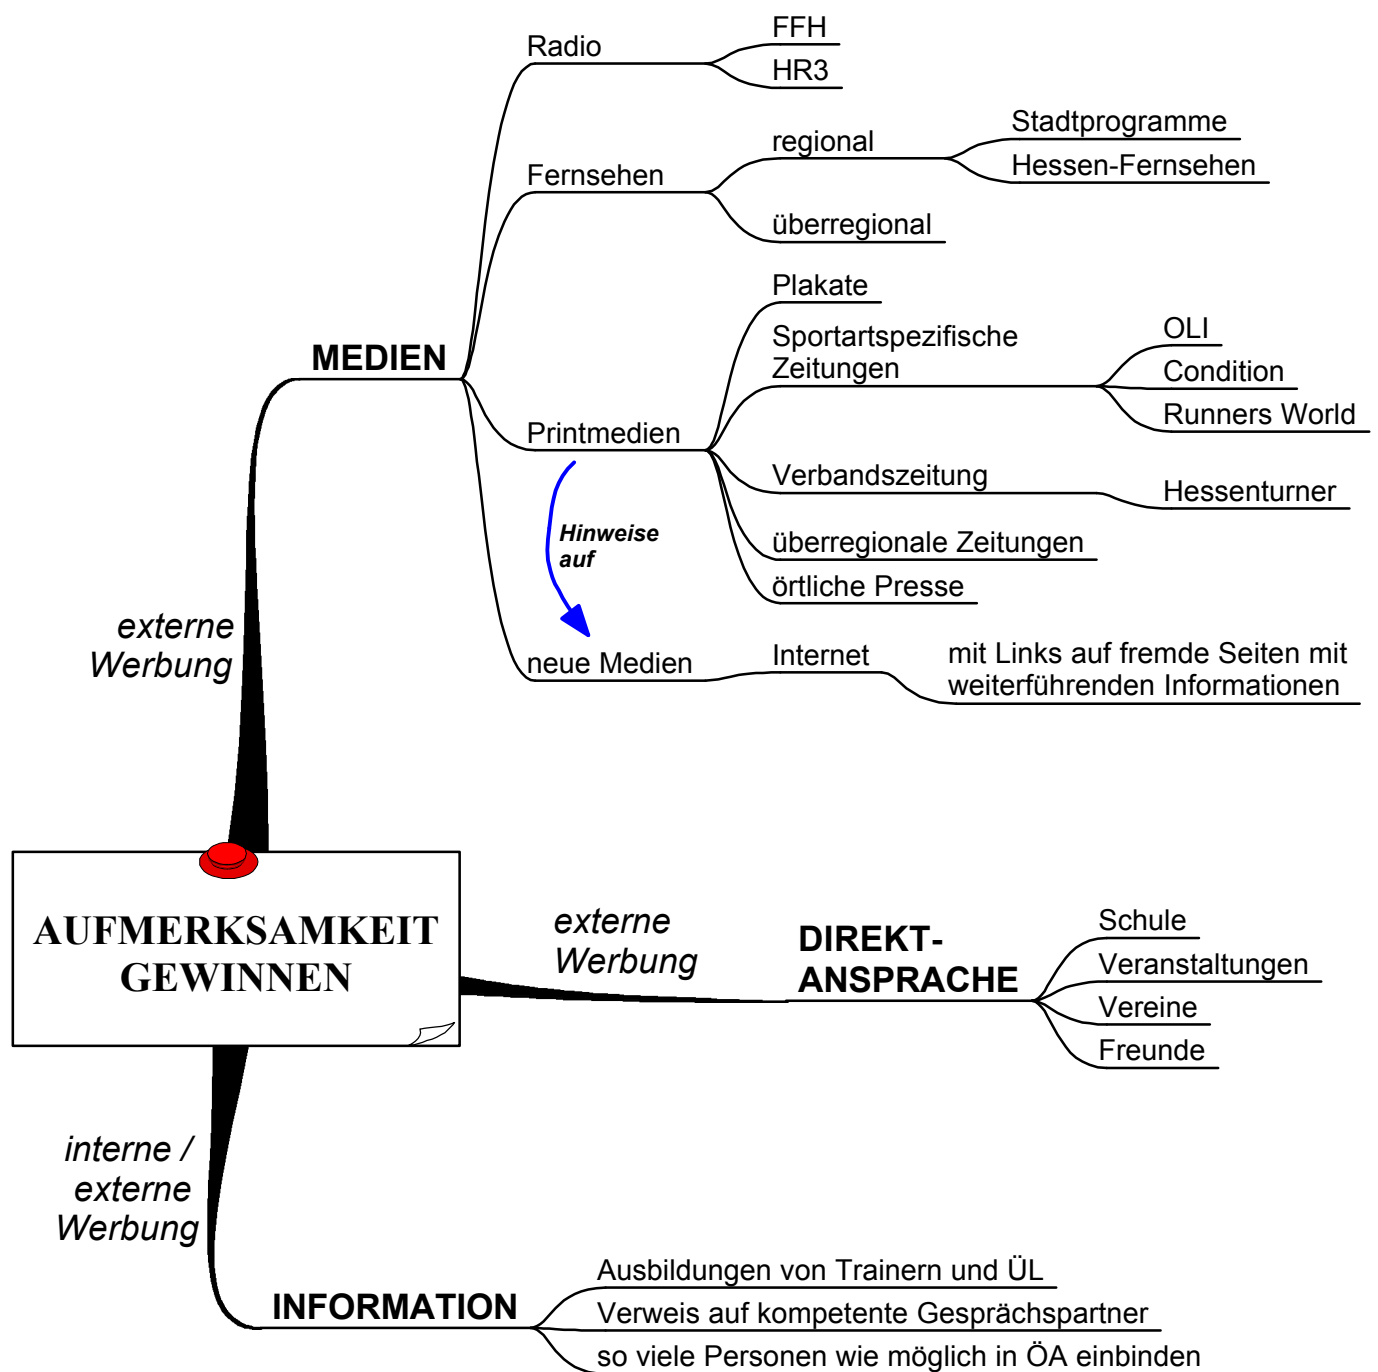 FFH
Radio
HR3
Stadtprogramme
regional
Hessen-Fernsehen
Fernsehen
überregional
Plakate
Sportartspezifische
Zeitungen
OLI
Condition
Runners World
MEDIEN
Printmedien
Verbandszeitung
Hessenturner
Hinweise
auf
überregionale Zeitungen
örtliche Presse
externe
Werbung
neue Medien
Internet
mit Links auf fremde Seiten mit
weiterführenden Informationen
AUFMERKSAMKEIT
GEWINNEN
externe
Werbung
DIREKT-
ANSPRACHE
Schule
Veranstaltungen
Vereine
Freunde
interne /
externe
Werbung
INFORMATION
Ausbildungen von Trainern und ÜL
Verweis auf kompetente Gesprächspartner
so viele Personen wie möglich in ÖA einbinden